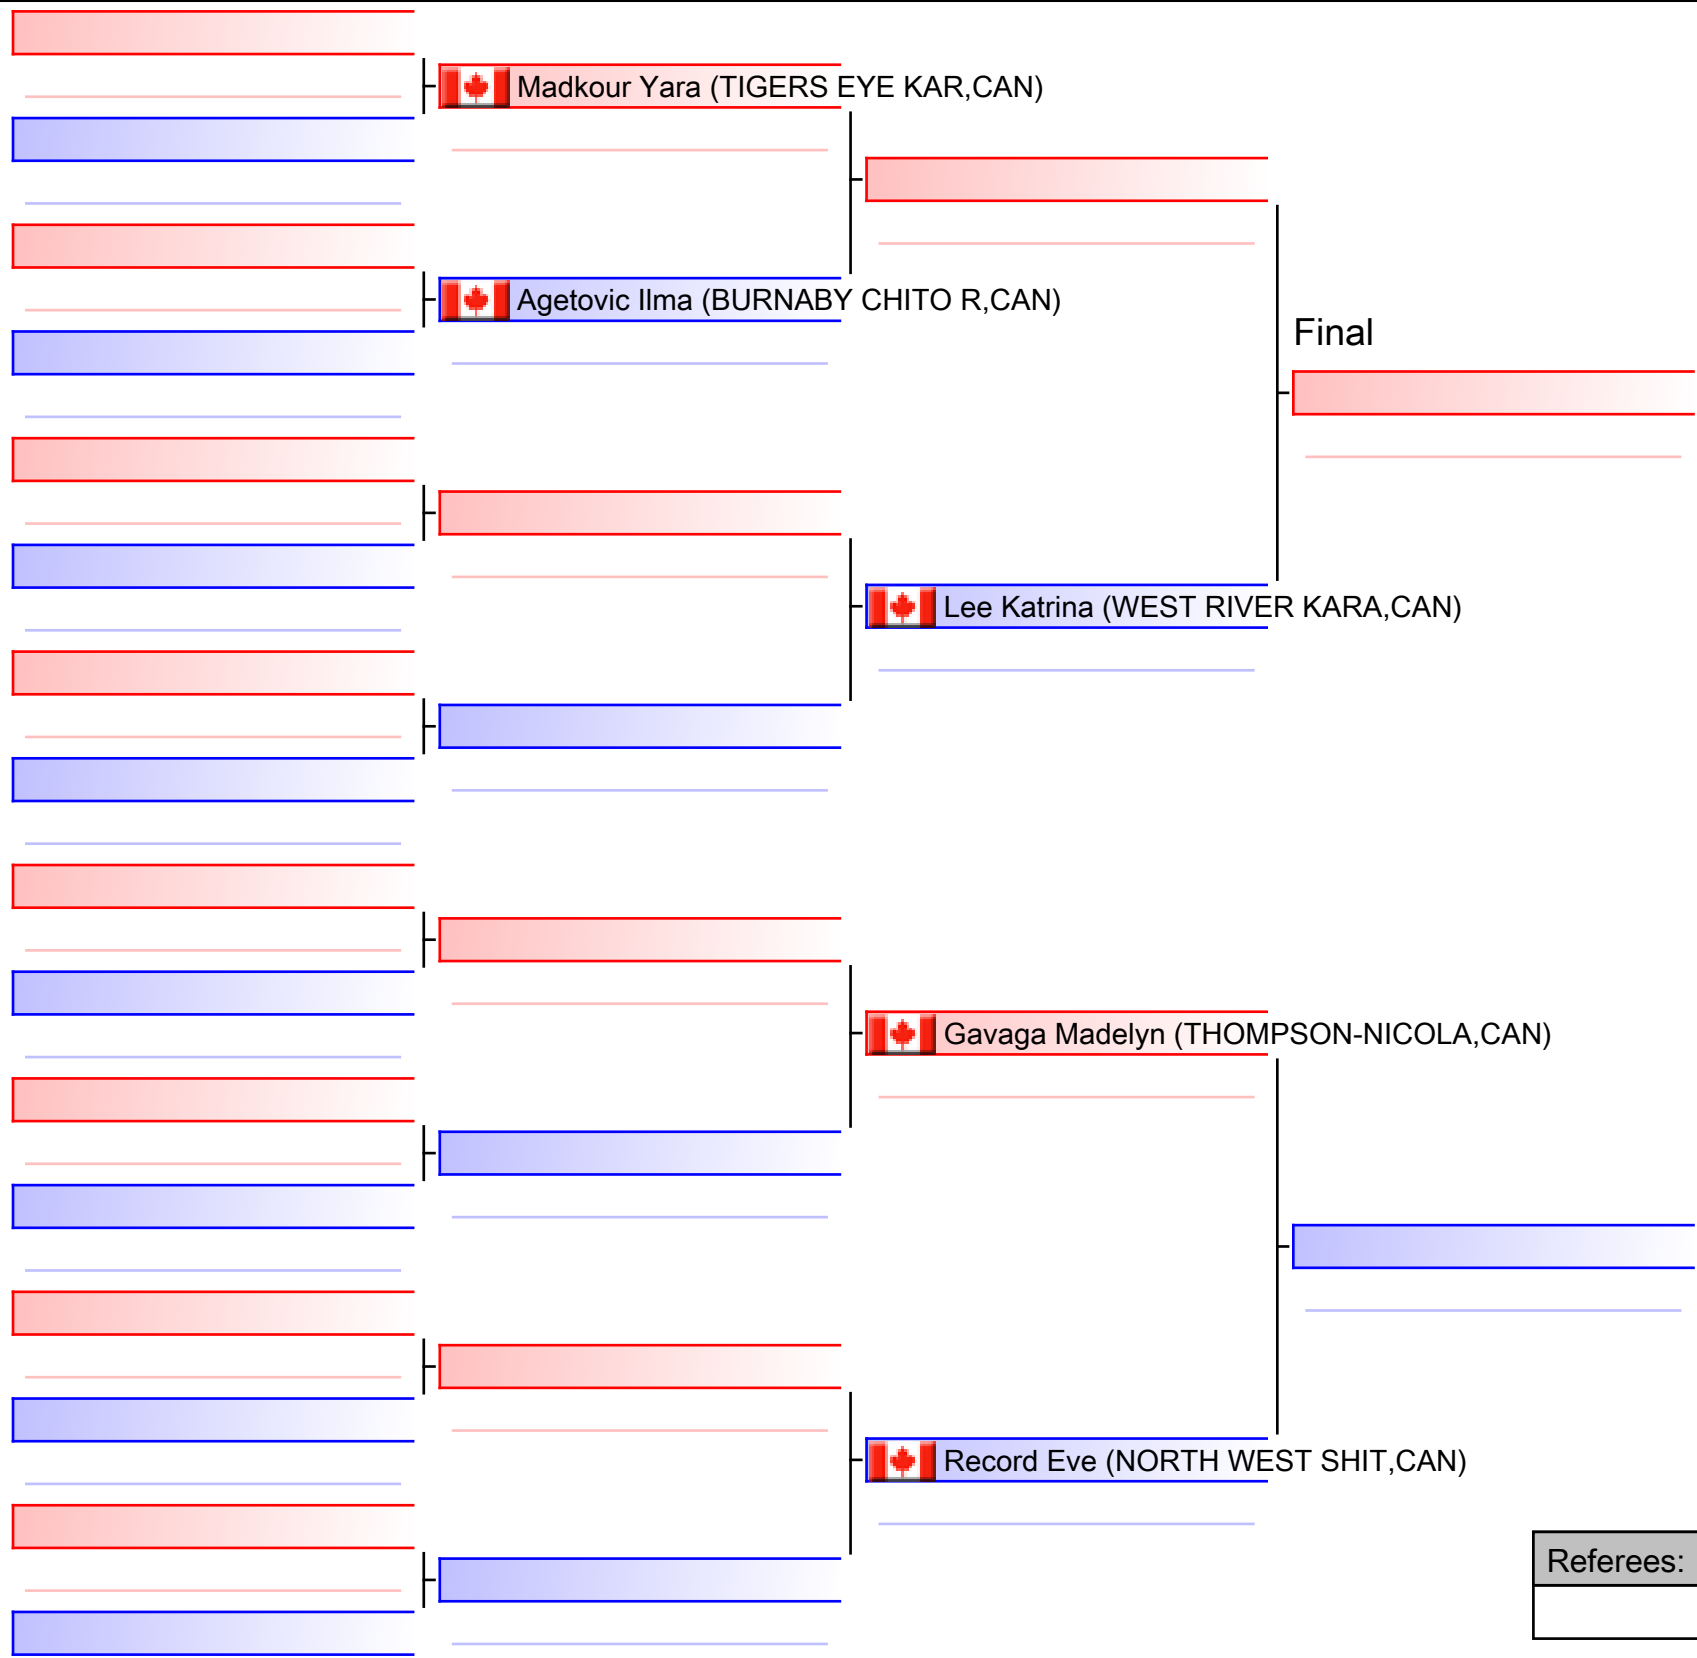 Madkour Yara (TIGERS EYE KAR,CAN)
Agetovic Ilma (BURNABY CHITO R,CAN)
Final
Lee Katrina (WEST RIVER KARA,CAN)
Gavaga Madelyn (THOMPSON-NICOLA,CAN)
Record Eve (NORTH WEST SHIT,CAN)
Referees: